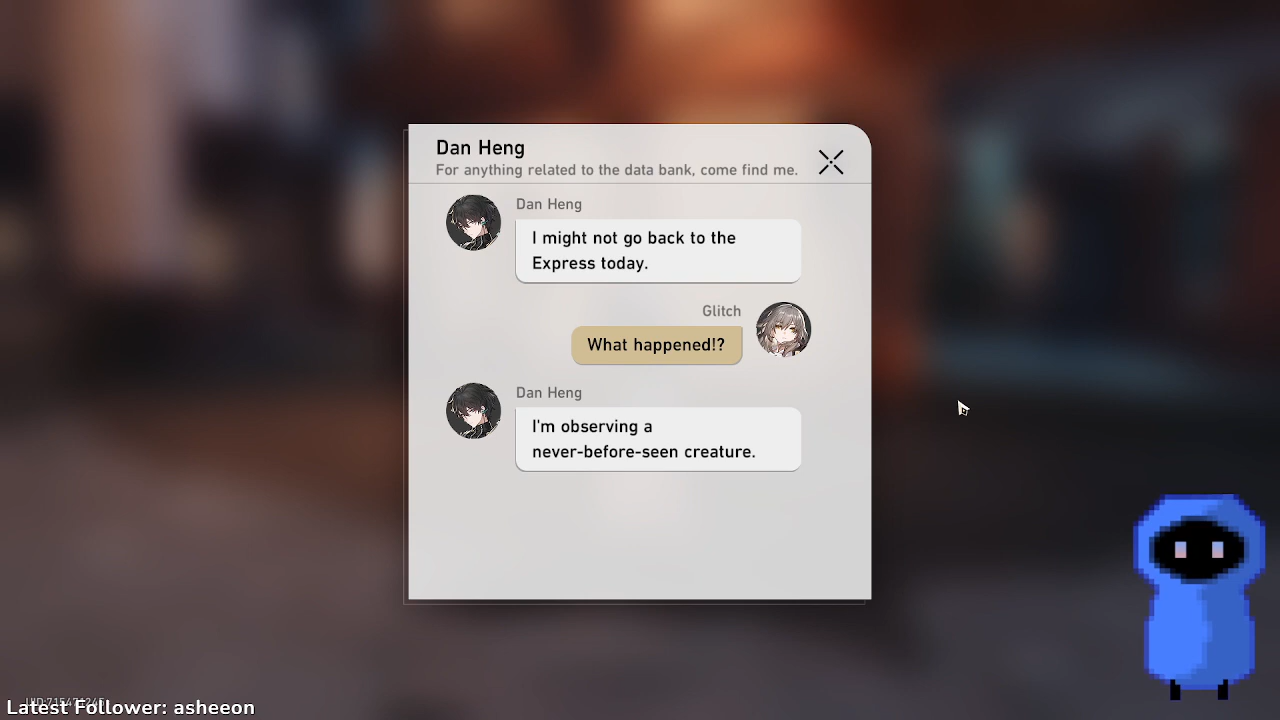 Dan Heng
For anything related to the data bank, come find me.
Dan Heng
I might not go back to the
Express today.
Glitch
What happened!?
Dan Heng
I'm observing a
never-before-seen creature.
Latest Follower: asheeon